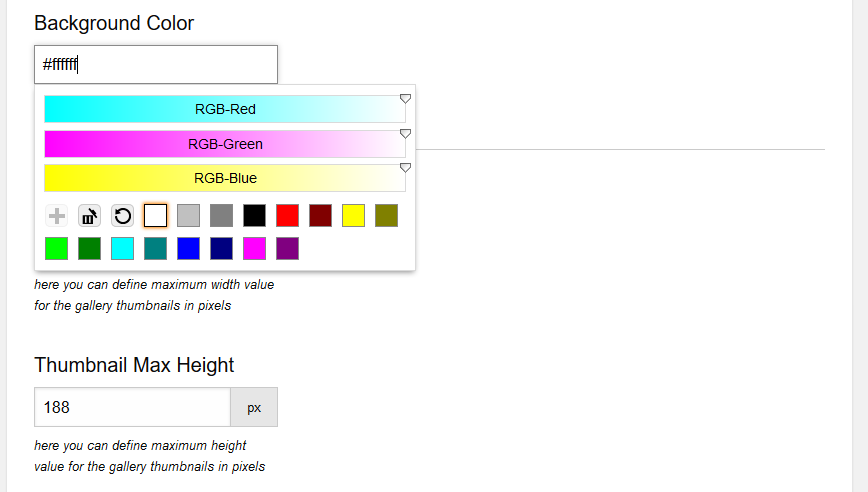 Background Color
#ffffff
RGB-Red
RGB-Green
RGB-Blue
here you can define maximum width value
for the gallery thumbnails in pixels
Thumbnail Max Height
188 px
here you can define maximum height
value for the gallery thumbnails in pixels